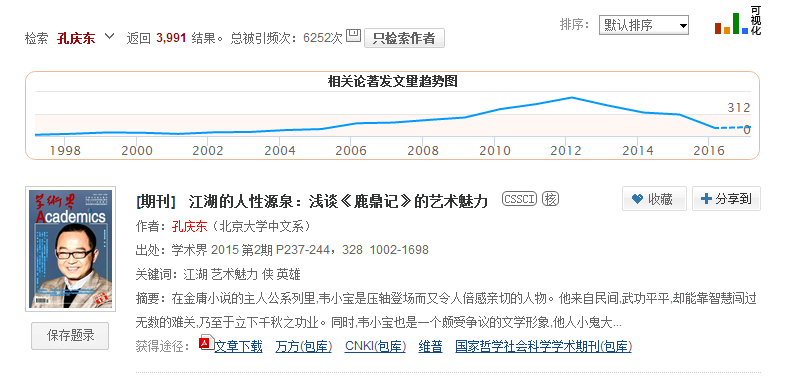 排序： 默认排序 可视化
检索 孔庆东 返回 3,991 结果。 总被引频次：6252次 只检索作者
相关论著发文量趋势图
312
0
1998 2000 2002 2004 2006 2008 2010 2012 2014 2016
学术界
Academics
[期刊] 江湖的人性源泉：浅谈《鹿鼎记》的艺术魅力 CSSCI 核 收藏 分享到
作者：孔庆东（北京大学中文系）
出处：学术界 2015 第2期 P237-244，328 1002-1698
关键词：江湖 艺术魅力 侠 英雄
摘要：在金庸小说的主人公系列里,韦小宝是压轴登场而又令人倍感亲切的人物。他来自民间,武功平平,却能靠智慧闯过
无数的难关,乃至于立下千秋之功业。同时,韦小宝也是一个颇受争议的文学形象,他人小鬼大...
保存题录
获得途径： 文章下载 万方(包库) CNKI(包库) 维普 国家哲学社会科学学术期刊(包库)